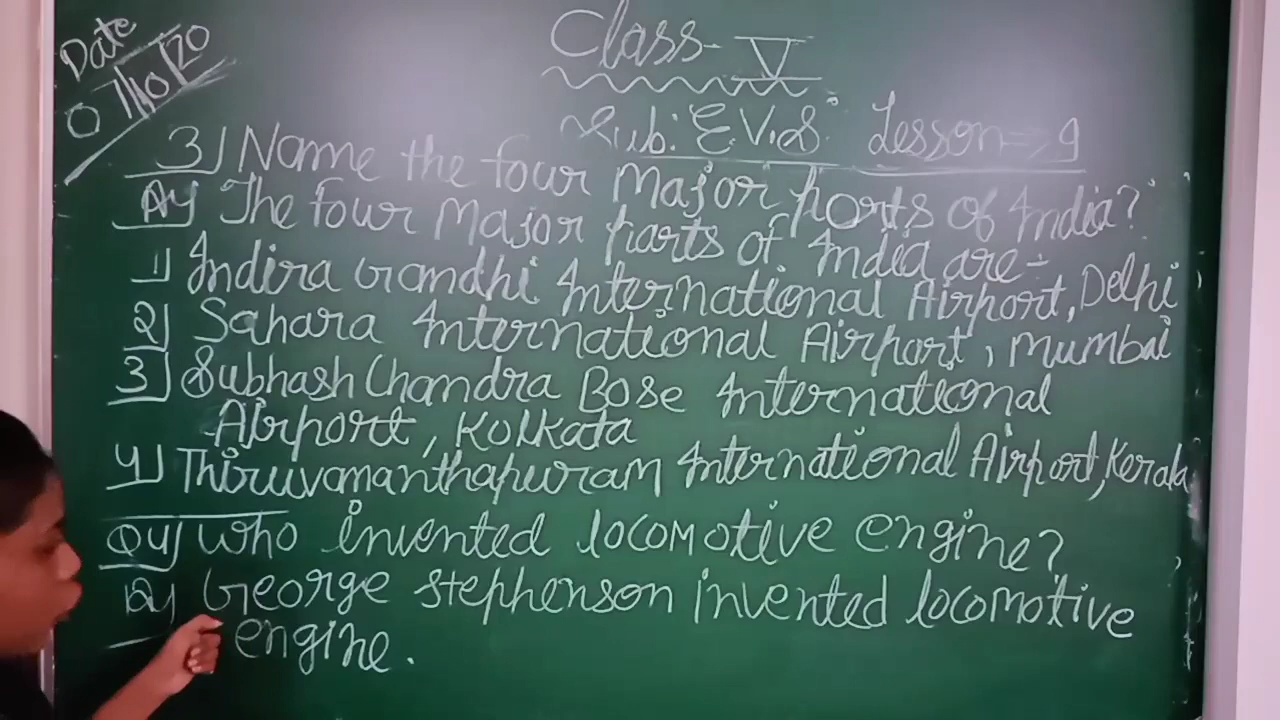 Date
07/10/20
Class- V
Sub: E.V.S. Lesson=> 9
3) Name the four Major ports of India?
A) The four Major ports of India are:-
1) Indira Gandhi International Airport, Delhi
2) Sahara International Airport, Mumbai
3) Subhash Chandra Bose International
Airport, Kolkata
4) Thiruvananthapuram International Airport, Kerala
Q4) Who invented locomotive engine?
A) George Stephenson invented locomotive
engine.